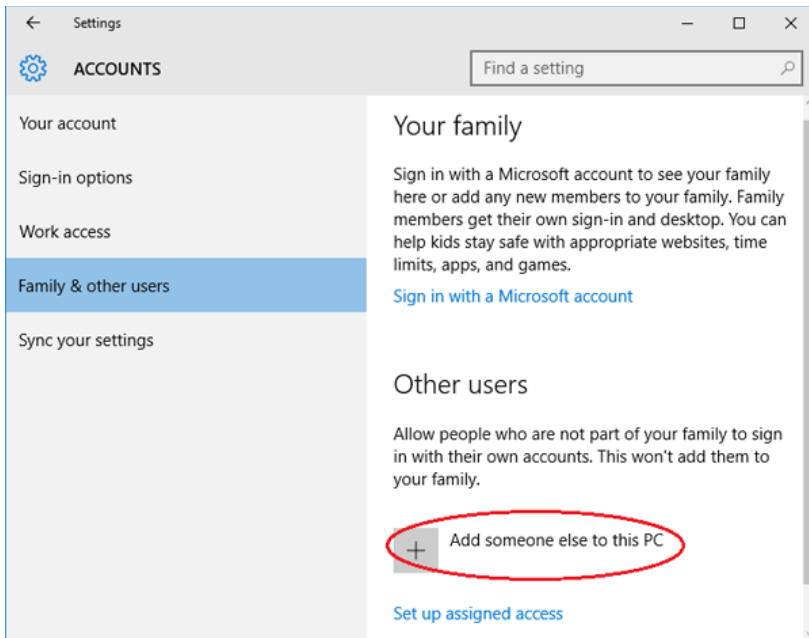 Settings
ACCOUNTS
Find a setting
Your account
Sign-in options
Work access
Family & other users
Sync your settings
Your family
Sign in with a Microsoft account to see your family
here or add any new members to your family. Family
members get their own sign-in and desktop. You can
help kids stay safe with appropriate websites, time
limits, apps, and games.
Sign in with a Microsoft account
Other users
Allow people who are not part of your family to sign
in with their own accounts. This won't add them to
your family.
Add someone else to this PC
Set up assigned access